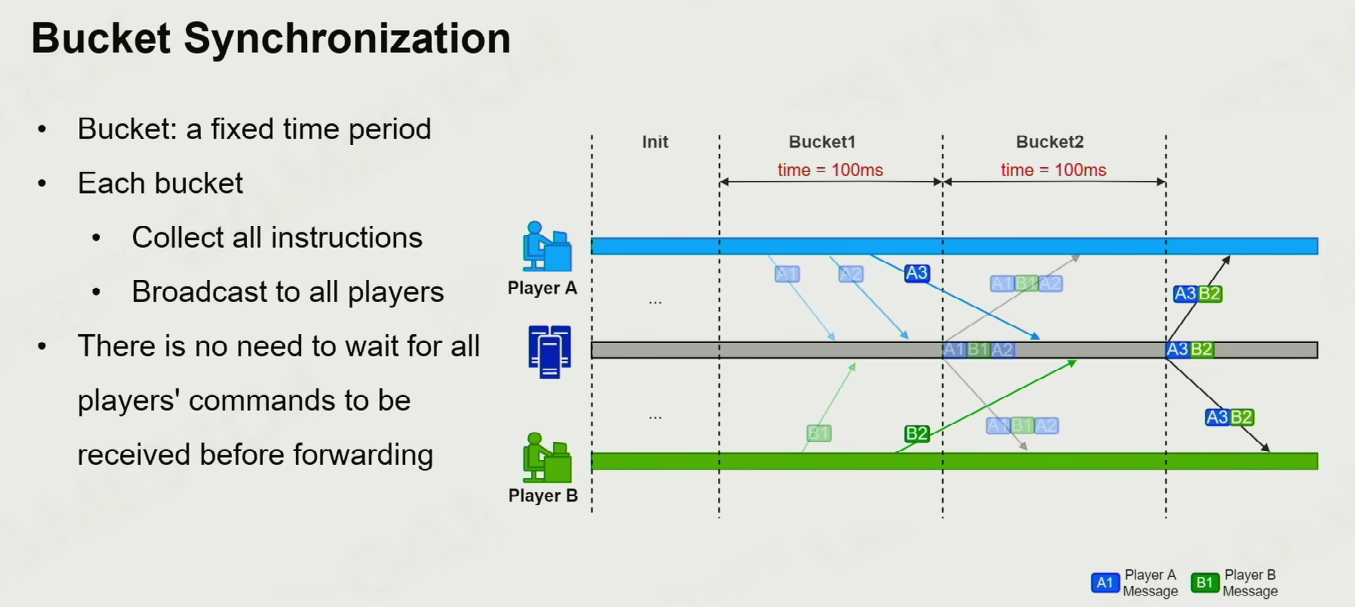 Bucket Synchronization
• Bucket: a fixed time period
• Each bucket
• Collect all instructions
• Broadcast to all players
• There is no need to wait for all
players' commands to be
received before forwarding
Init
Bucket1
Bucket2
time = 100ms
time = 100ms
Player A
A1
A2
A3
A1 B1 A2
A3 B2
...
A1 B1 A2
A3 B2
...
B1
B2
A1 B1 A2
A3 B2
Player B
A1
Player A
Message
B1
Player B
Message